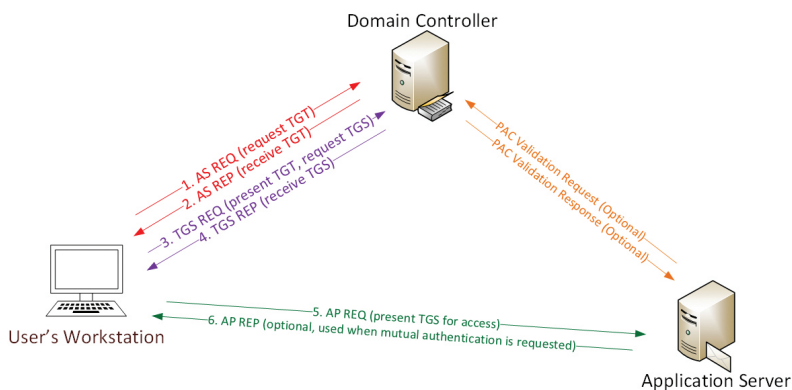 Domain Controller
1. AS REQ (request TGT)
2. AS REP (receive TGT)
3. TGS REQ (present TGT, request TGS)
4. TGS REP (receive TGS)
PAC Validation Request (Optional)
PAC Validation Response (Optional)
5. AP REQ (present TGS for access)
6. AP REP (optional, used when mutual authentication is requested)
User's Workstation
Application Server